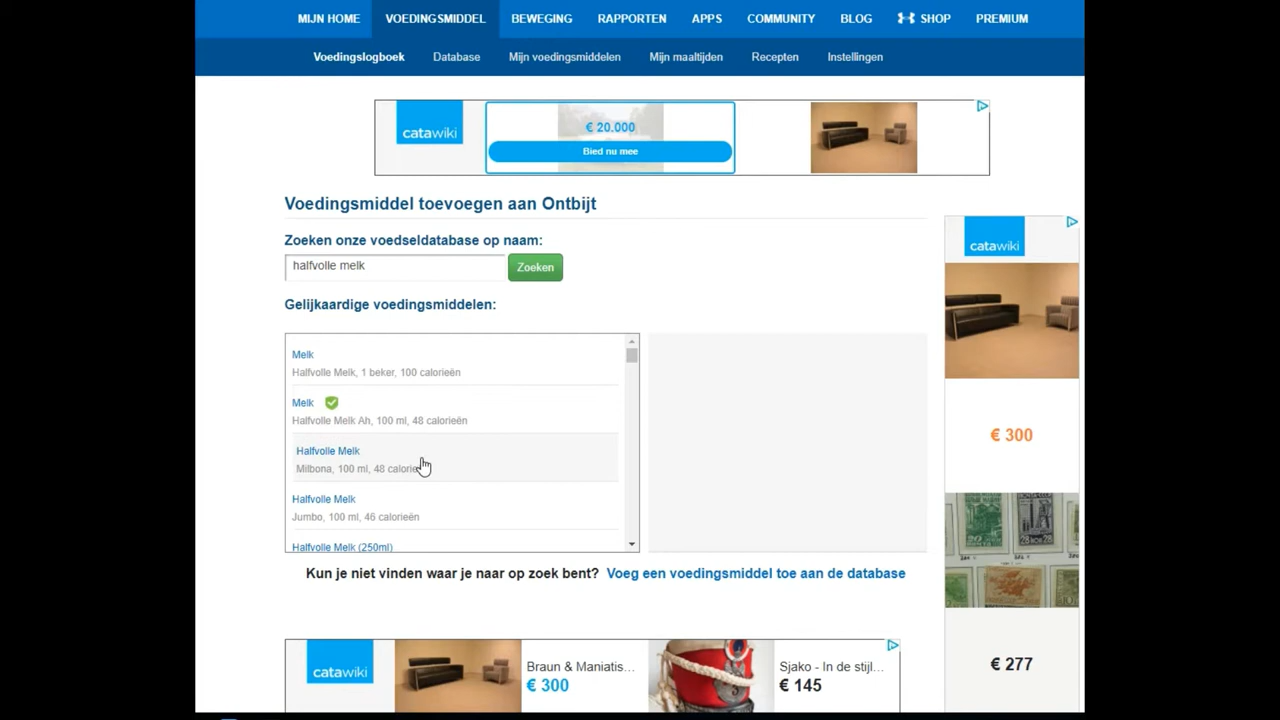 MIJN HOME VOEDINGSMIDDEL BEWEGING RAPPORTEN APPS COMMUNITY BLOG SHOP PREMIUM
Voedingslogboek Database Mijn voedingsmiddelen Mijn maaltijden Recepten Instellingen
catawiki
€ 20.000
Bied nu mee
Voedingsmiddel toevoegen aan Ontbijt
Zoeken onze voedseldatabase op naam:
halfvolle melk
Zoeken
catawiki
Gelijkaardige voedingsmiddelen:
Melk
Halfvolle Melk, 1 beker, 100 calorieën
Melk
Halfvolle Melk Ah, 100 ml, 48 calorieën
€ 300
Halfvolle Melk
Milbona, 100 ml, 48
Halfvolle Melk
Jumbo, 100 ml, 46 calorieën
Halfvolle Melk (250ml)
Kun je niet vinden waar je naar op zoek bent? Voeg een voedingsmiddel toe aan de database
€ 277
catawiki
Braun & Maniatis...
€ 300
Sjako - In de stijl...
€ 145